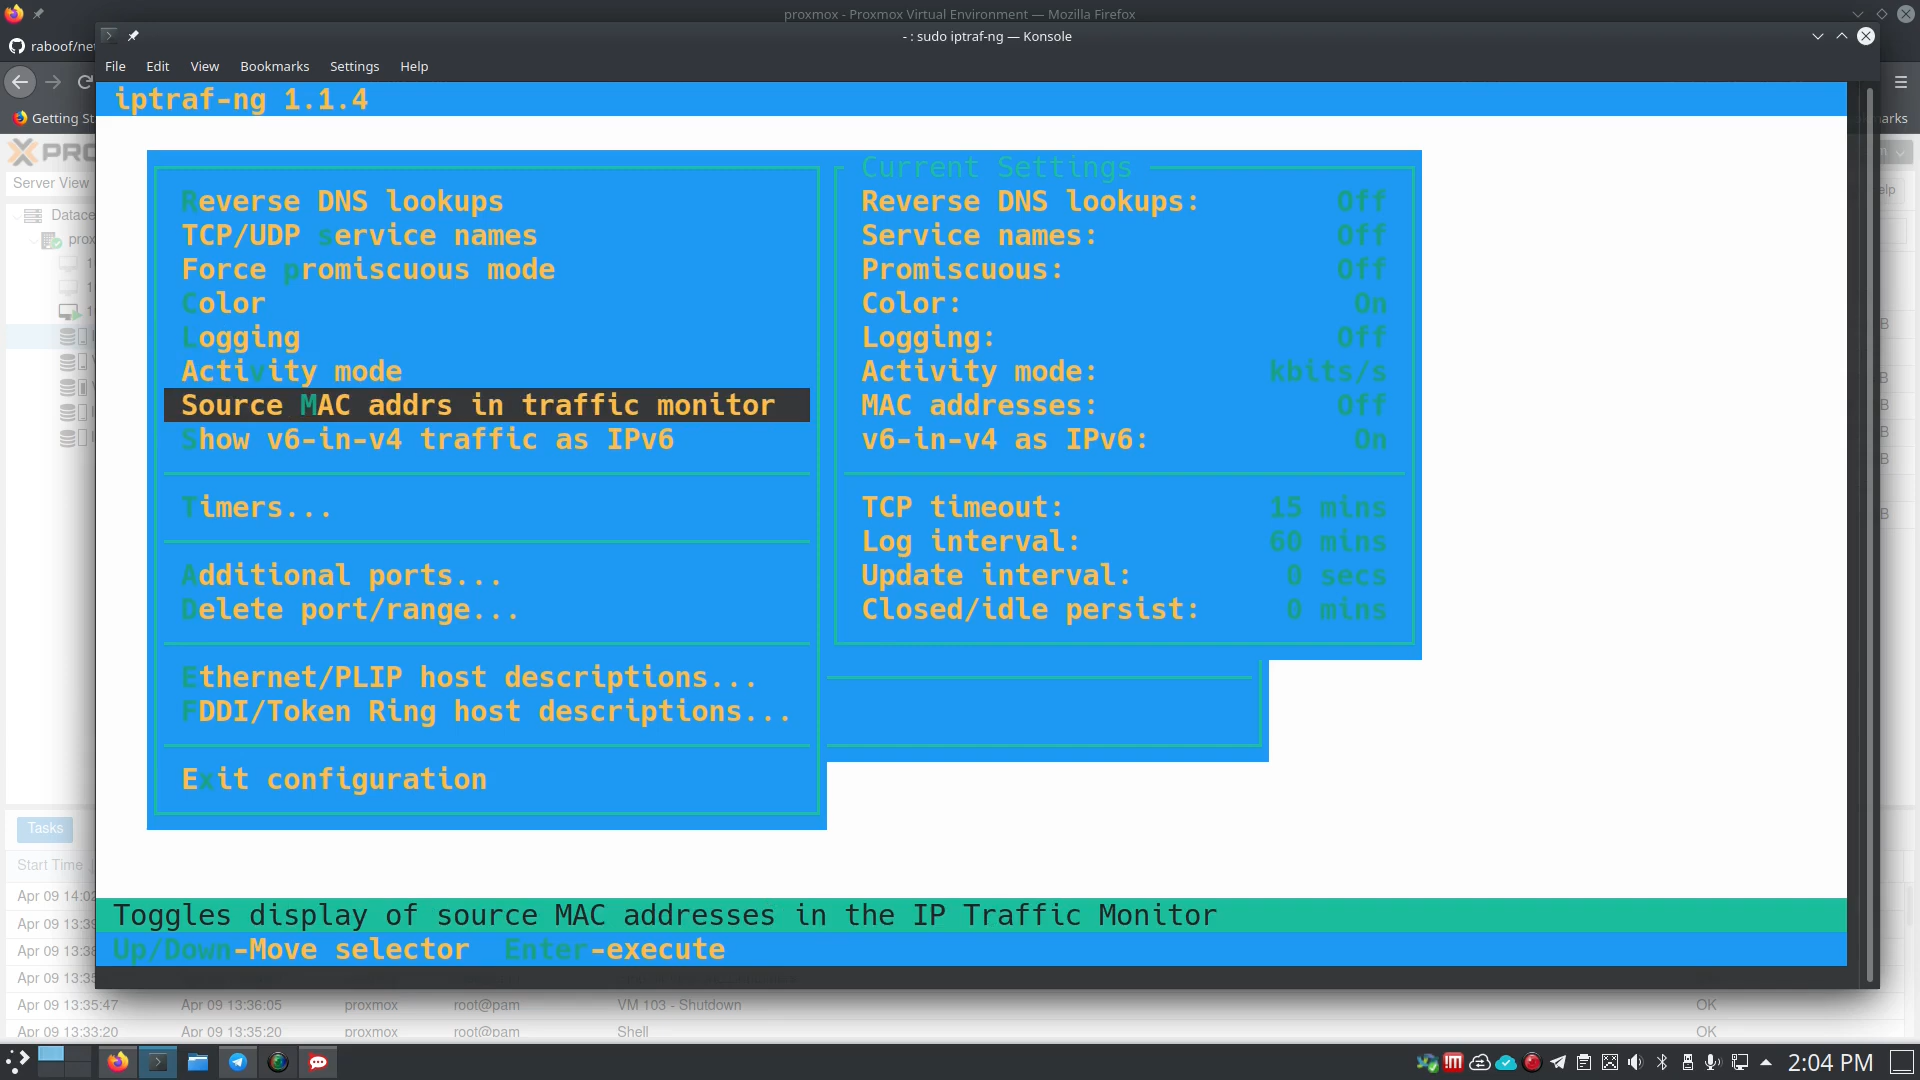 proxmox - Proxmox Virtual Environment — Mozilla Firefox
raboof/net
- : sudo iptraf-ng — Konsole
File Edit View Bookmarks Settings Help
iptraf-ng 1.1.4
Getting St
Server View
Current Settings
Reverse DNS lookups
Reverse DNS lookups: Off
TCP/UDP service names
Service names: Off
Force promiscuous mode
Promiscuous: Off
Color
Color: On
Logging
Logging: Off
Activity mode
Activity mode: kbits/s
Source MAC addrs in traffic monitor
MAC addresses: Off
Show v6-in-v4 traffic as IPv6
v6-in-v4 as IPv6: On
Timers...
TCP timeout: 15 mins
Log interval: 60 mins
Additional ports...
Update interval: 0 secs
Delete port/range...
Closed/idle persist: 0 mins
Ethernet/PLIP host descriptions...
FDDI/Token Ring host descriptions...
Exit configuration
Tasks
Start Time
Toggles display of source MAC addresses in the IP Traffic Monitor
Up/Down-Move selector Enter-execute
Apr 09 13:35:47 Apr 09 13:36:05 proxmox root@pam VM 103 - Shutdown OK
Apr 09 13:33:20 Apr 09 13:35:20 proxmox root@pam Shell OK
2:04 PM